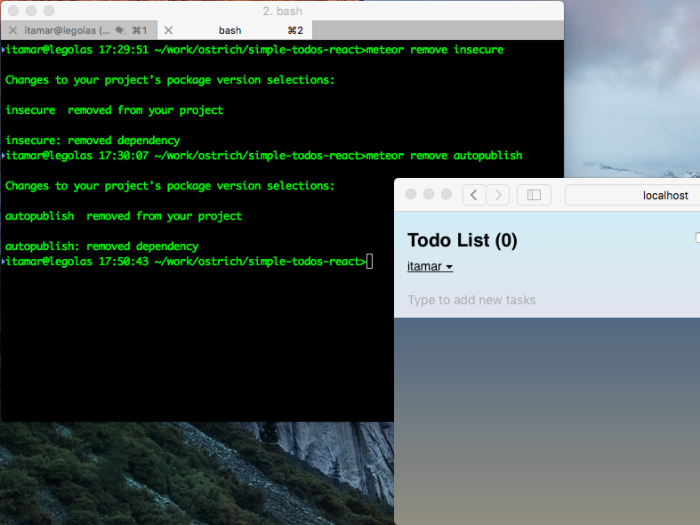 2. bash
itamar@legolas (... ⌘1
bash ⌘2
itamar@legolas 17:29:51 ~/work/ostrich/simple-todos-react>meteor remove insecure
Changes to your project's package version selections:
insecure  removed from your project
insecure: removed dependency
itamar@legolas 17:30:07 ~/work/ostrich/simple-todos-react>meteor remove autopublish
Changes to your project's package version selections:
autopublish  removed from your project
autopublish: removed dependency
itamar@legolas 17:50:43 ~/work/ostrich/simple-todos-react>
localhost
Todo List (0)
itamar
Type to add new tasks